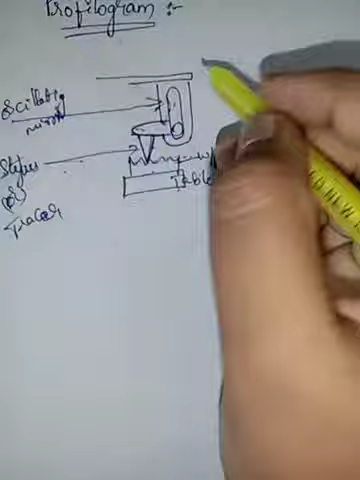 Profilogram :-
Oscillating
mirror
Stylus
(or)
Tracer
Table